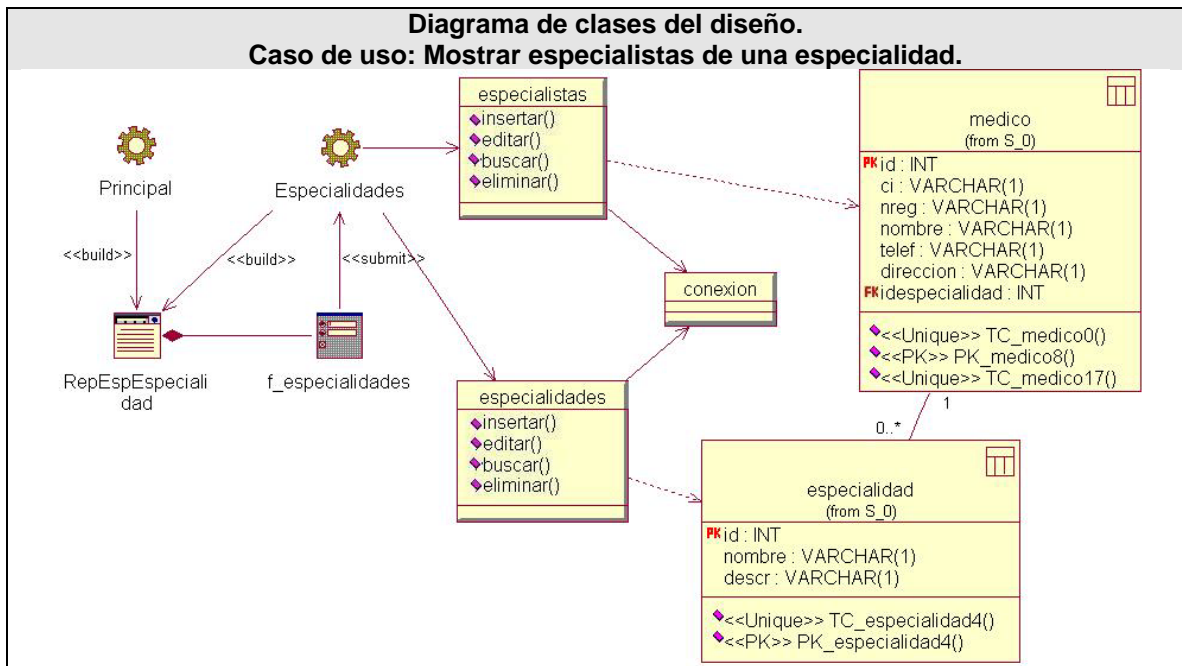 Diagrama de clases del diseño.
Caso de uso: Mostrar especialistas de una especialidad.
Principal
Especialidades
<<build>>
<<build>>
<<submit>>
RepEspEspeciali
dad
f_especialidades
especialistas
insertar()
editar()
buscar()
eliminar()
conexion
especialidades
insertar()
editar()
buscar()
eliminar()
medico
(from S_0)
PK id : INT
ci : VARCHAR(1)
nreg : VARCHAR(1)
nombre : VARCHAR(1)
telef : VARCHAR(1)
direccion : VARCHAR(1)
FK idespecialidad : INT
<<Unique>> TC_medico0()
<<PK>> PK_medico8()
<<Unique>> TC_medico17()
1
0..*
especialidad
(from S_0)
PK id : INT
nombre : VARCHAR(1)
descr : VARCHAR(1)
<<Unique>> TC_especialidad4()
<<PK>> PK_especialidad4()